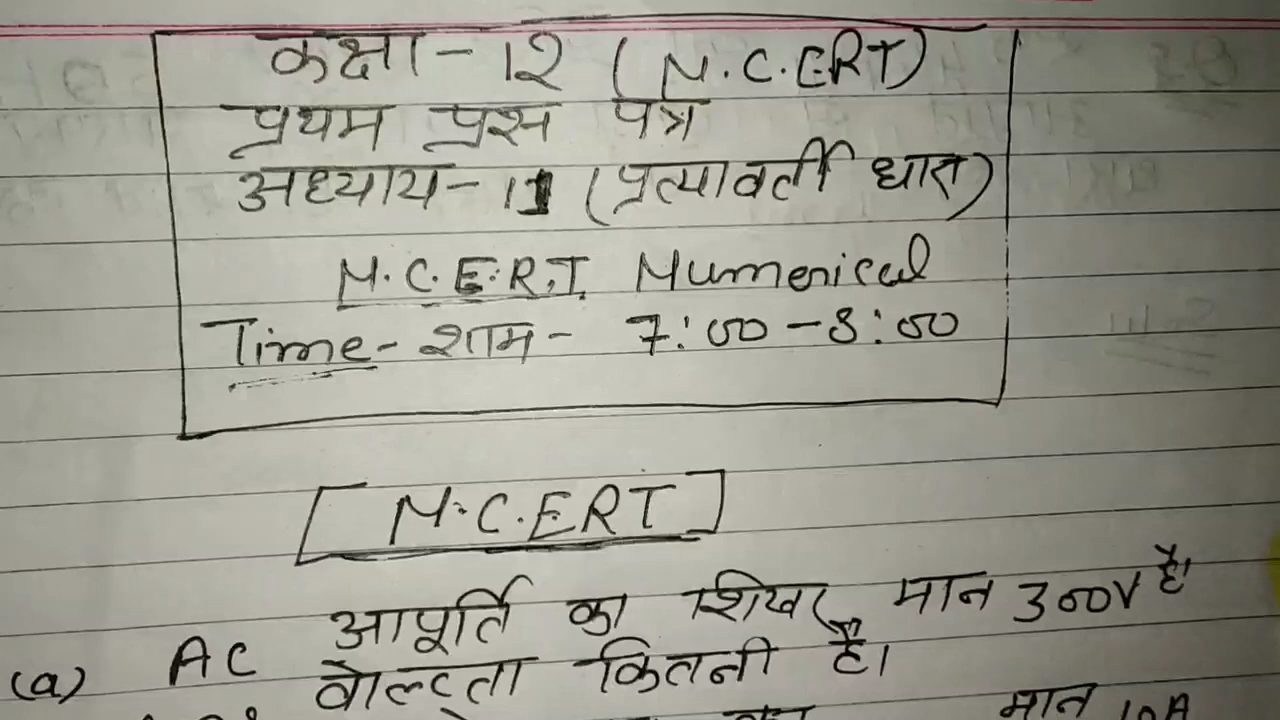 कक्षा - 12 (N.C.ERT)
प्रथम प्रश्न पत्र
अध्याय - 11 (प्रत्यावर्ती धारा)
N.C.E.R.T. Numerical
Time - शाम - 7:00 - 8:00
[N.C.ERT]
(a) AC आपूर्ति का शिखर मान 300V है।
वोल्टता कितनी है।
मान 10A